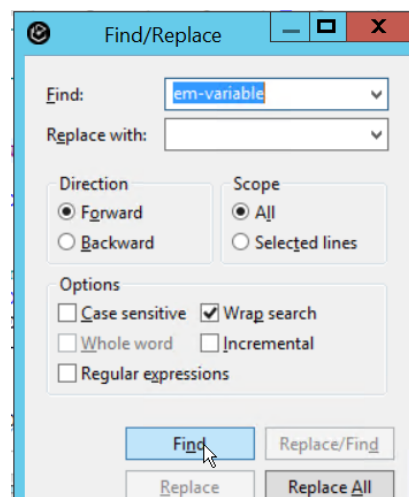 Find/Replace
X
Find: em-variable
Replace with:
Direction Scope
Forward All
Backward Selected lines
Options
Case sensitive Wrap search
Whole word Incremental
Regular expressions
Find Replace/Find
Replace Replace All